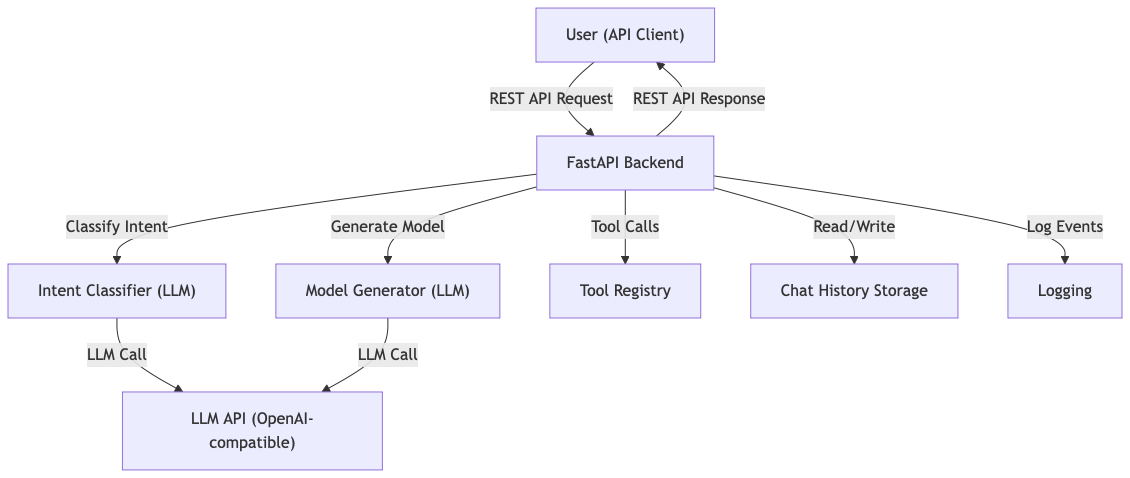 User (API Client)
REST API Request
REST API Response
FastAPI Backend
Classify Intent
Generate Model
Tool Calls
Read/Write
Log Events
Intent Classifier (LLM)
Model Generator (LLM)
Tool Registry
Chat History Storage
Logging
LLM Call
LLM Call
LLM API (OpenAI-
compatible)